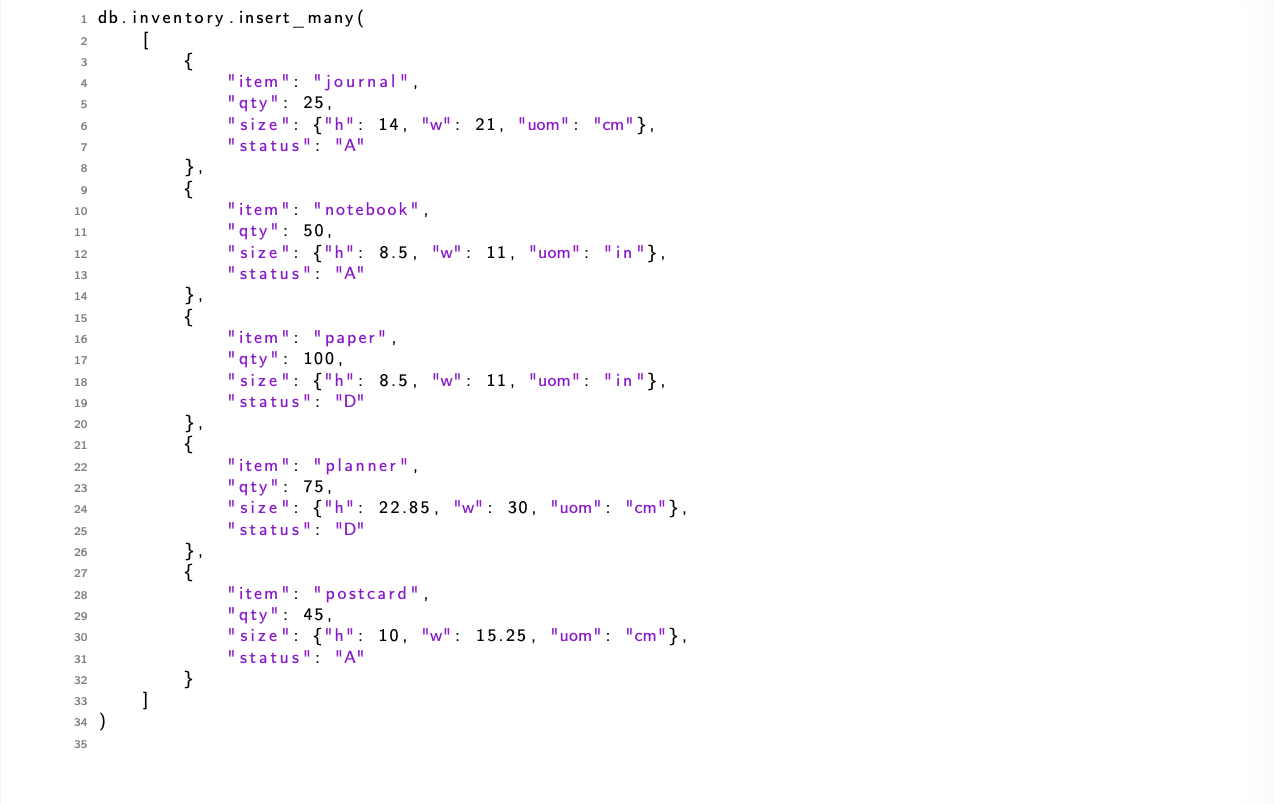 1 db.inventory.insert_many(
2     [
3         {
4             "item": "journal",
5             "qty": 25,
6             "size": {"h": 14, "w": 21, "uom": "cm"},
7             "status": "A"
8         },
9         {
10             "item": "notebook",
11             "qty": 50,
12             "size": {"h": 8.5, "w": 11, "uom": "in"},
13             "status": "A"
14         },
15         {
16             "item": "paper",
17             "qty": 100,
18             "size": {"h": 8.5, "w": 11, "uom": "in"},
19             "status": "D"
20         },
21         {
22             "item": "planner",
23             "qty": 75,
24             "size": {"h": 22.85, "w": 30, "uom": "cm"},
25             "status": "D"
26         },
27         {
28             "item": "postcard",
29             "qty": 45,
30             "size": {"h": 10, "w": 15.25, "uom": "cm"},
31             "status": "A"
32         }
33     ]
34 )
35